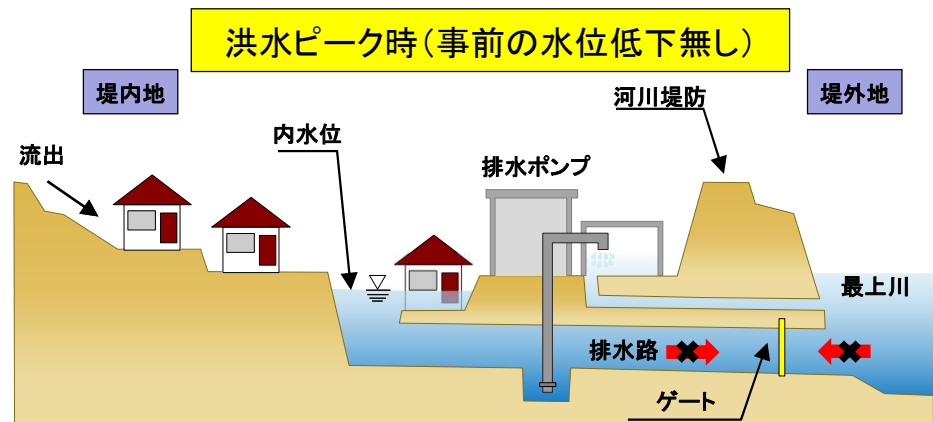 洪水ピーク時(事前の水位低下無し)
堤内地
河川堤防
堤外地
内水位
流出
排水ポンプ
最上川
排水路
ゲート